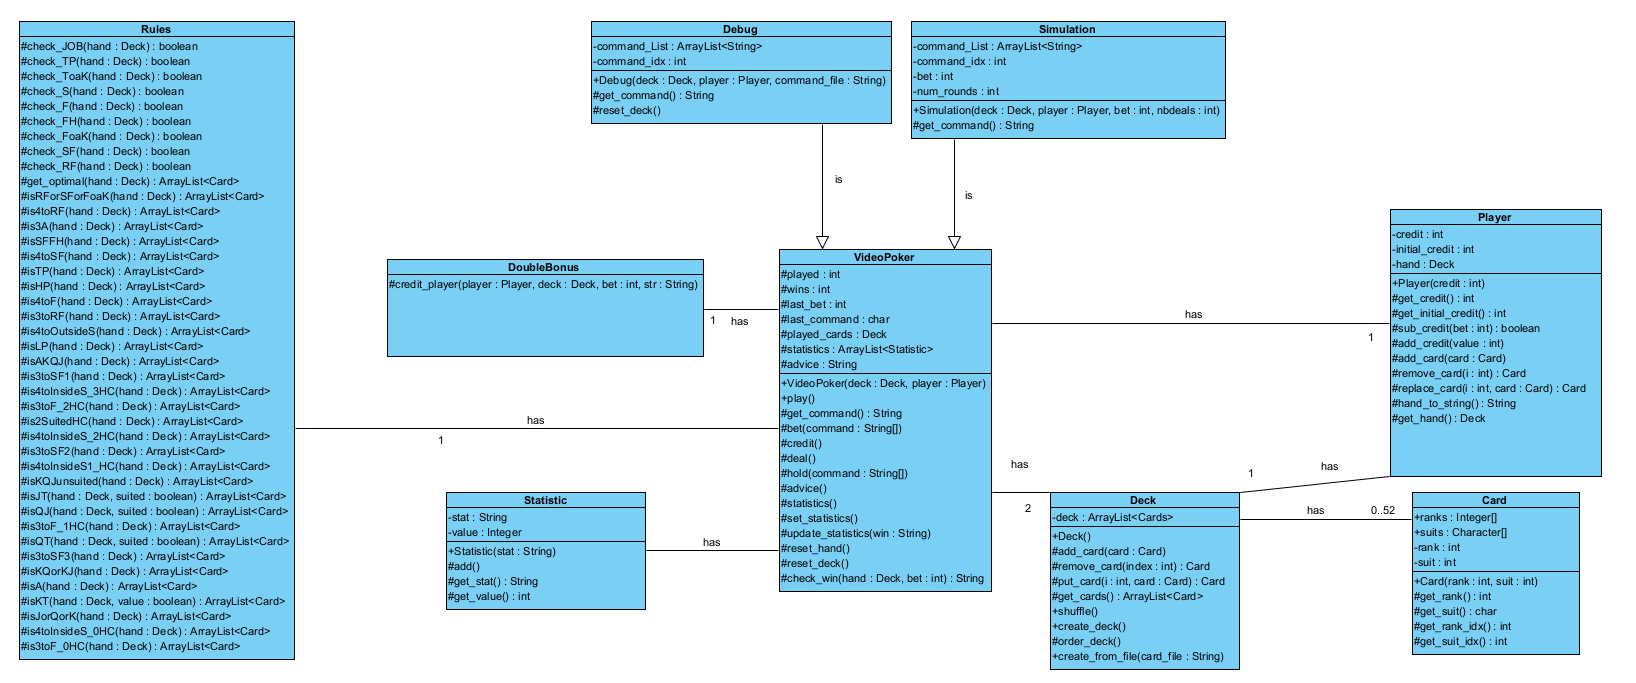 Rules
#check_JOB(hand : Deck) : boolean
#check_TP(hand : Deck) : boolean
#check_ToaK(hand : Deck) : boolean
#check_S(hand : Deck) : boolean
#check_F(hand : Deck) : boolean
#check_FH(hand : Deck) : boolean
#check_FoaK(hand : Deck) : boolean
#check_SF(hand : Deck) : boolean
#check_RF(hand : Deck) : boolean
#get_optimal(hand : Deck) : ArrayList<Card>
#isRForSForFoaK(hand : Deck) : ArrayList<Card>
#is4toRF(hand : Deck) : ArrayList<Card>
#is3A(hand : Deck) : ArrayList<Card>
#isSFFH(hand : Deck) : ArrayList<Card>
#is4toSF(hand : Deck) : ArrayList<Card>
#isTP(hand : Deck) : ArrayList<Card>
#isHP(hand : Deck) : ArrayList<Card>
#is4toF(hand : Deck) : ArrayList<Card>
#is3toRF(hand : Deck) : ArrayList<Card>
#is4toOutsideS(hand : Deck) : ArrayList<Card>
#isLP(hand : Deck) : ArrayList<Card>
#isAKQJ(hand : Deck) : ArrayList<Card>
#is3toSF1(hand : Deck) : ArrayList<Card>
#is4toInsideS_3HC(hand : Deck) : ArrayList<Card>
#is3toF_2HC(hand : Deck) : ArrayList<Card>
#is2SuitedHC(hand : Deck) : ArrayList<Card>
#is4toInsideS_2HC(hand : Deck) : ArrayList<Card>
#is3toSF2(hand : Deck) : ArrayList<Card>
#is4toInsideS1_HC(hand : Deck) : ArrayList<Card>
#isKQJunsuited(hand : Deck) : ArrayList<Card>
#isJT(hand : Deck, suited : boolean) : ArrayList<Card>
#isQJ(hand : Deck, suited : boolean) : ArrayList<Card>
#is3toF_1HC(hand : Deck) : ArrayList<Card>
#isQT(hand : Deck, suited : boolean) : ArrayList<Card>
#is3toSF3(hand : Deck) : ArrayList<Card>
#isKQorKJ(hand : Deck) : ArrayList<Card>
#isA(hand : Deck) : ArrayList<Card>
#isKT(hand : Deck, value : boolean) : ArrayList<Card>
#isJorQorK(hand : Deck) : ArrayList<Card>
#is4toInsideS_0HC(hand : Deck) : ArrayList<Card>
#is3toF_0HC(hand : Deck) : ArrayList<Card>
Debug
-command_List : ArrayList<String>
-command_idx : int
+Debug(deck : Deck, player : Player, command_file : String)
#get_command() : String
#reset_deck()
Simulation
-command_List : ArrayList<String>
-command_idx : int
-bet : int
-num_rounds : int
+Simulation(deck : Deck, player : Player, bet : int, nbdeals : int)
#get_command() : String
is
is
DoubleBonus
#credit_player(player : Player, deck : Deck, bet : int, str : String)
1
has
VideoPoker
#played : int
#wins : int
#last_bet : int
#last_command : char
#played_cards : Deck
#statistics : ArrayList<Statistic>
#advice : String
+VideoPoker(deck : Deck, player : Player)
+play()
#get_command() : String
#bet(command : String[])
#credit()
#deal()
#hold(command : String[])
#advice()
#statistics()
#set_statistics()
#update_statistics(win : String)
#reset_hand()
#reset_deck()
#check_win(hand : Deck, bet : int) : String
has
1
Player
-credit : int
-initial_credit : int
-hand : Deck
+Player(credit : int)
#get_credit() : int
#get_initial_credit() : int
#sub_credit(bet : int) : boolean
#add_credit(value : int)
#add_card(card : Card)
#remove_card(i : int) : Card
#replace_card(i : int, card : Card) : Card
#hand_to_string() : String
#get_hand() : Deck
has
1
Statistic
-stat : String
-value : Integer
+Statistic(stat : String)
#add()
#get_stat() : String
#get_value() : int
has
has
2
1
has
Deck
-deck : ArrayList<Cards>
+Deck()
#add_card(card : Card)
#remove_card(index : int) : Card
#put_card(i : int, card : Card) : Card
#get_cards() : ArrayList<Card>
+shuffle()
+create_deck()
#order_deck()
+create_from_file(card_file : String)
has
0..52
Card
+ranks : Integer[]
+suits : Character[]
-rank : int
-suit : int
+Card(rank : int, suit : int)
#get_rank() : int
#get_suit() : char
#get_rank_idx() : int
#get_suit_idx() : int